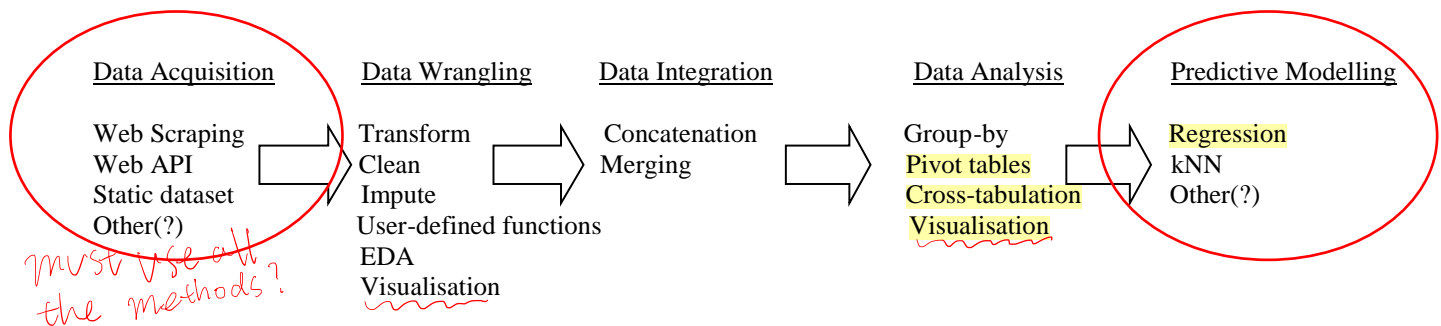 Data Acquisition
Web Scraping
Web API
Static dataset
Other(?)
must use all
the methods?
Data Wrangling
Transform
Clean
Impute
User-defined functions
EDA
Visualisation
Data Integration
Concatenation
Merging
Data Analysis
Group-by
Pivot tables
Cross-tabulation
Visualisation
Predictive Modelling
Regression
kNN
Other(?)